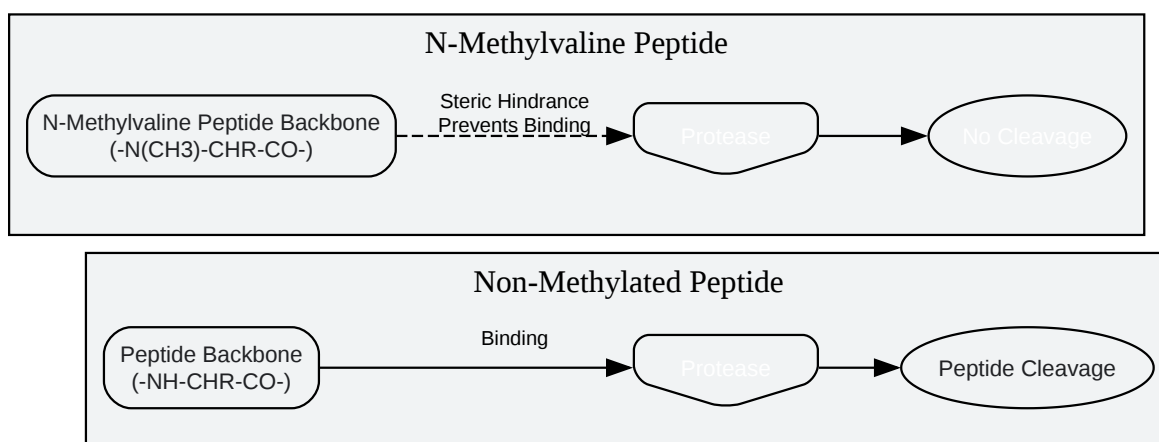 N-Methylvaline Peptide
N-Methylvaline Peptide Backbone
(-N(CH3)-CHR-CO-)
Steric Hindrance
Prevents Binding
Protease
No Cleavage
Non-Methylated Peptide
Peptide Backbone
(-NH-CHR-CO-)
Binding
Protease
Peptide Cleavage